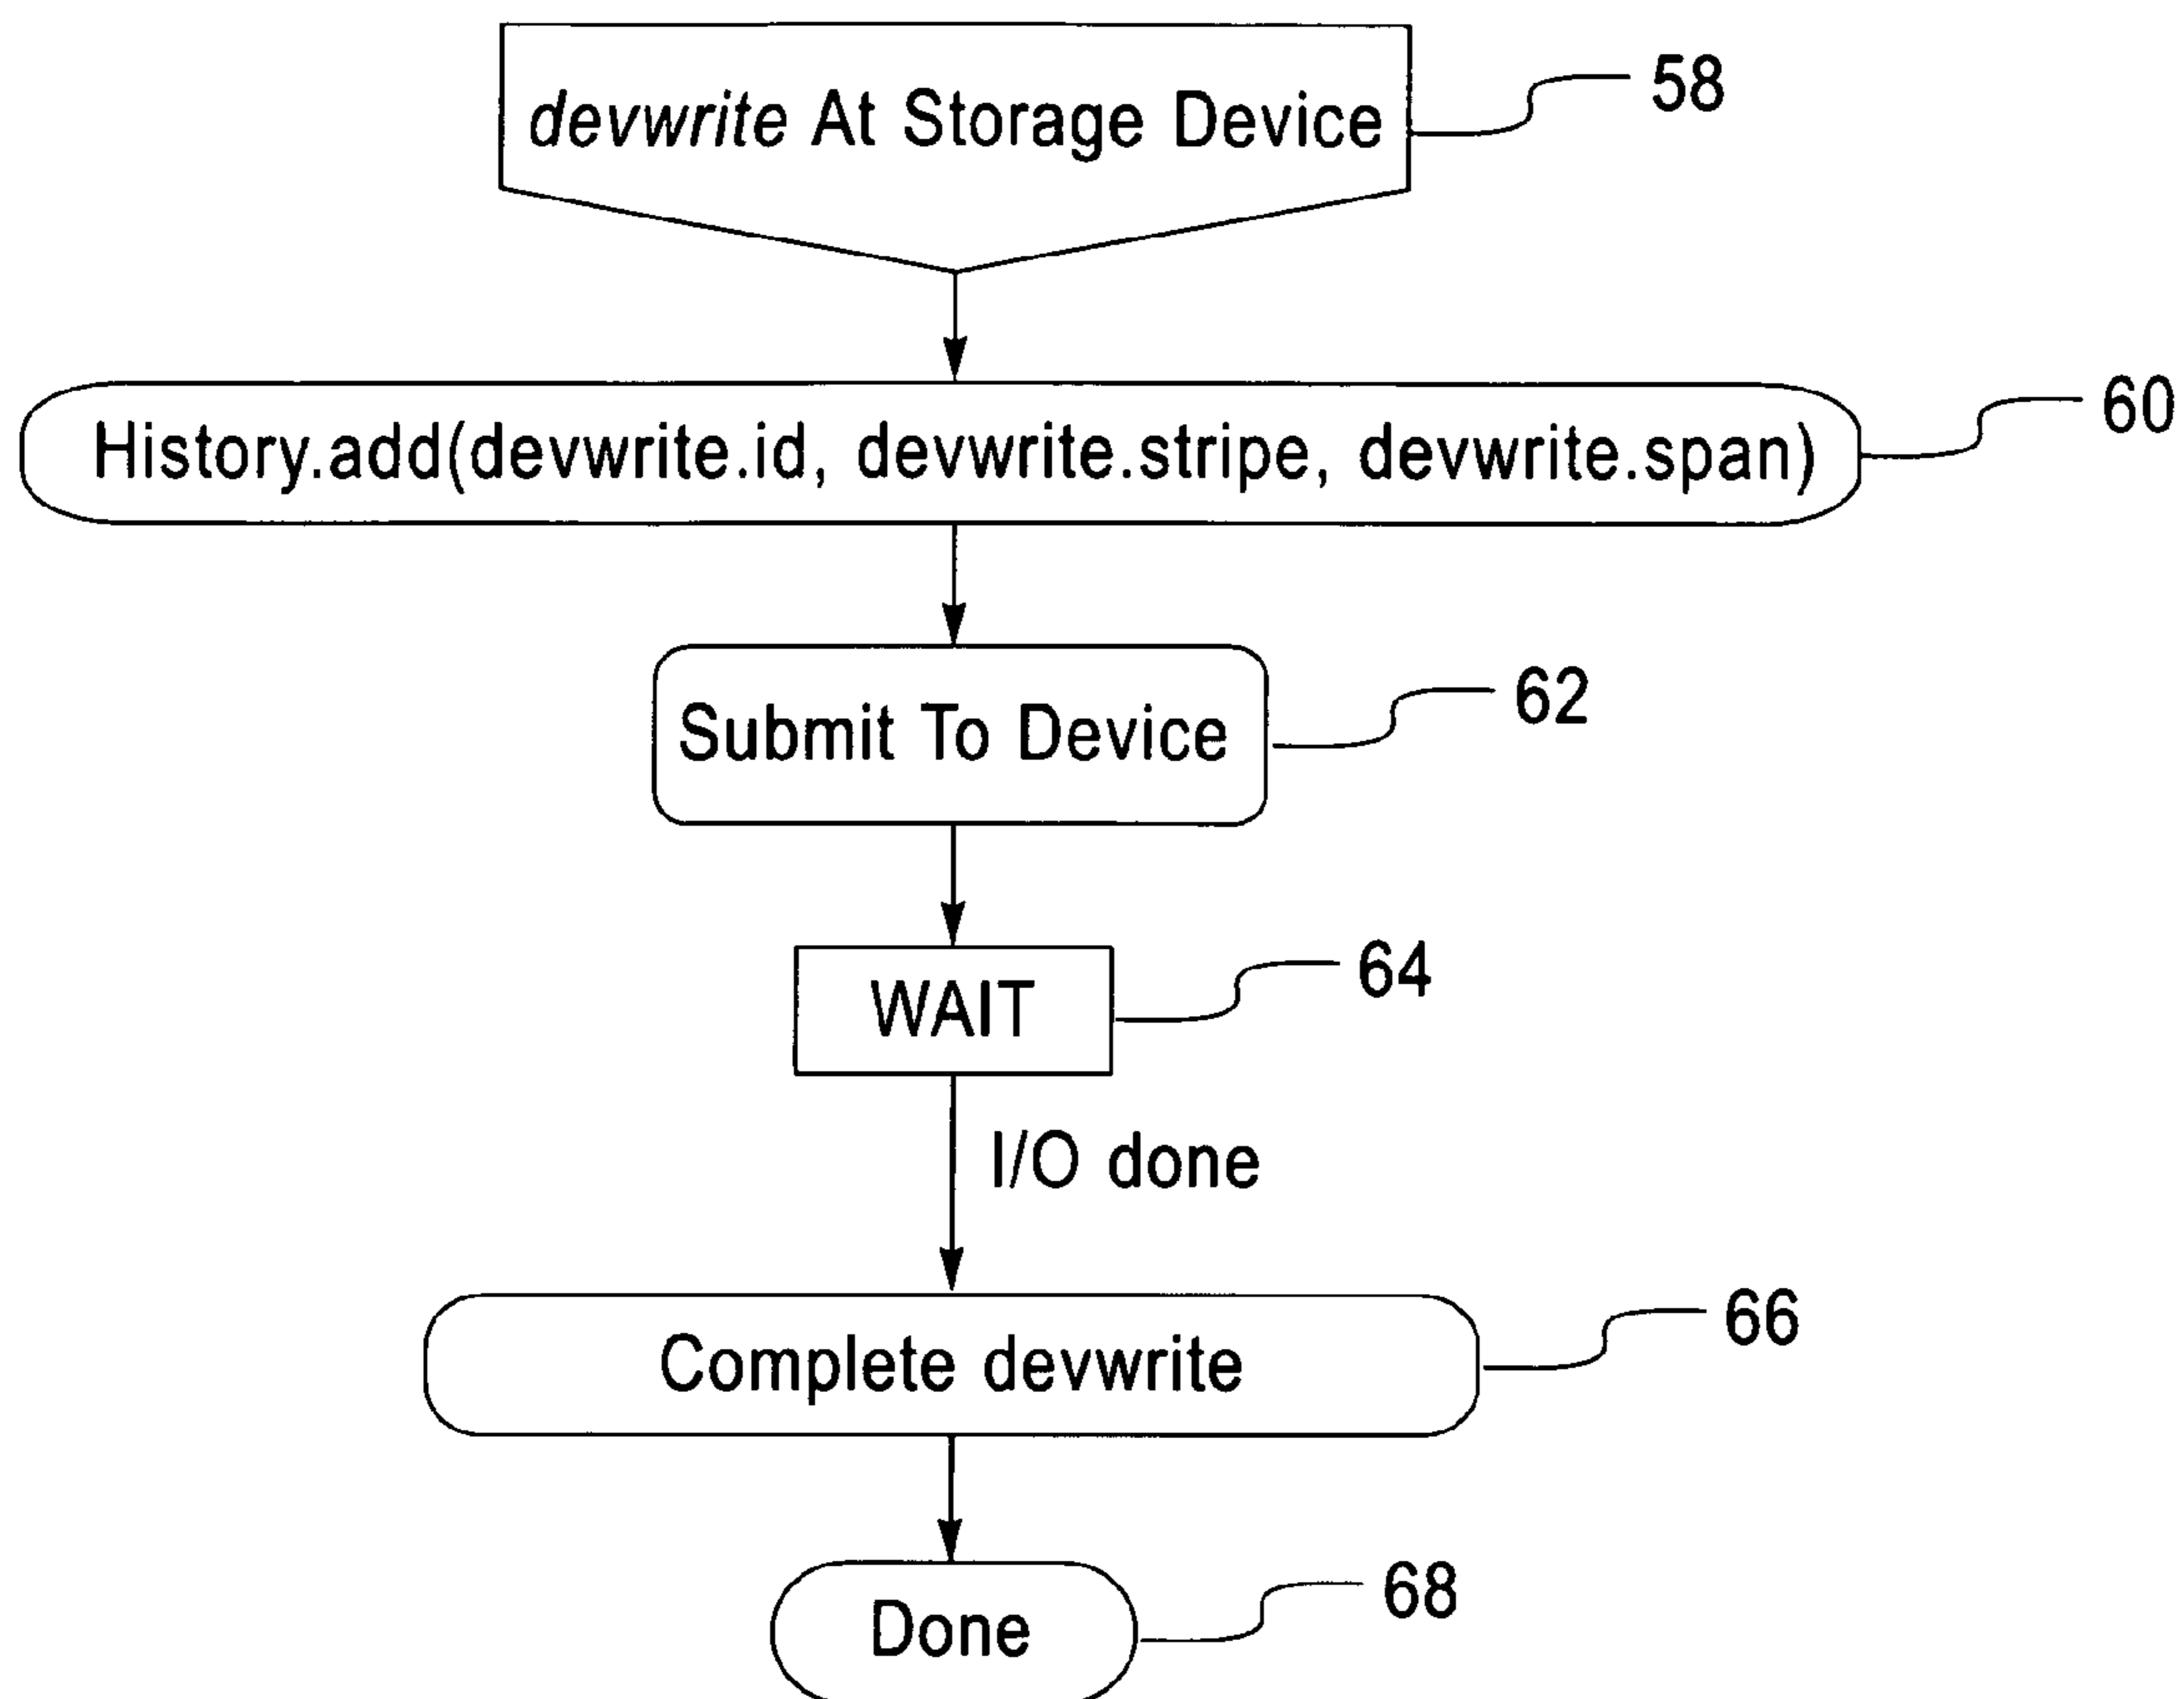 devwrite At Storage Device
58
History.add(devwrite.id, devwrite.stripe, devwrite.span)
60
Submit To Device
62
WAIT
64
I/O done
Complete devwrite
66
Done
68